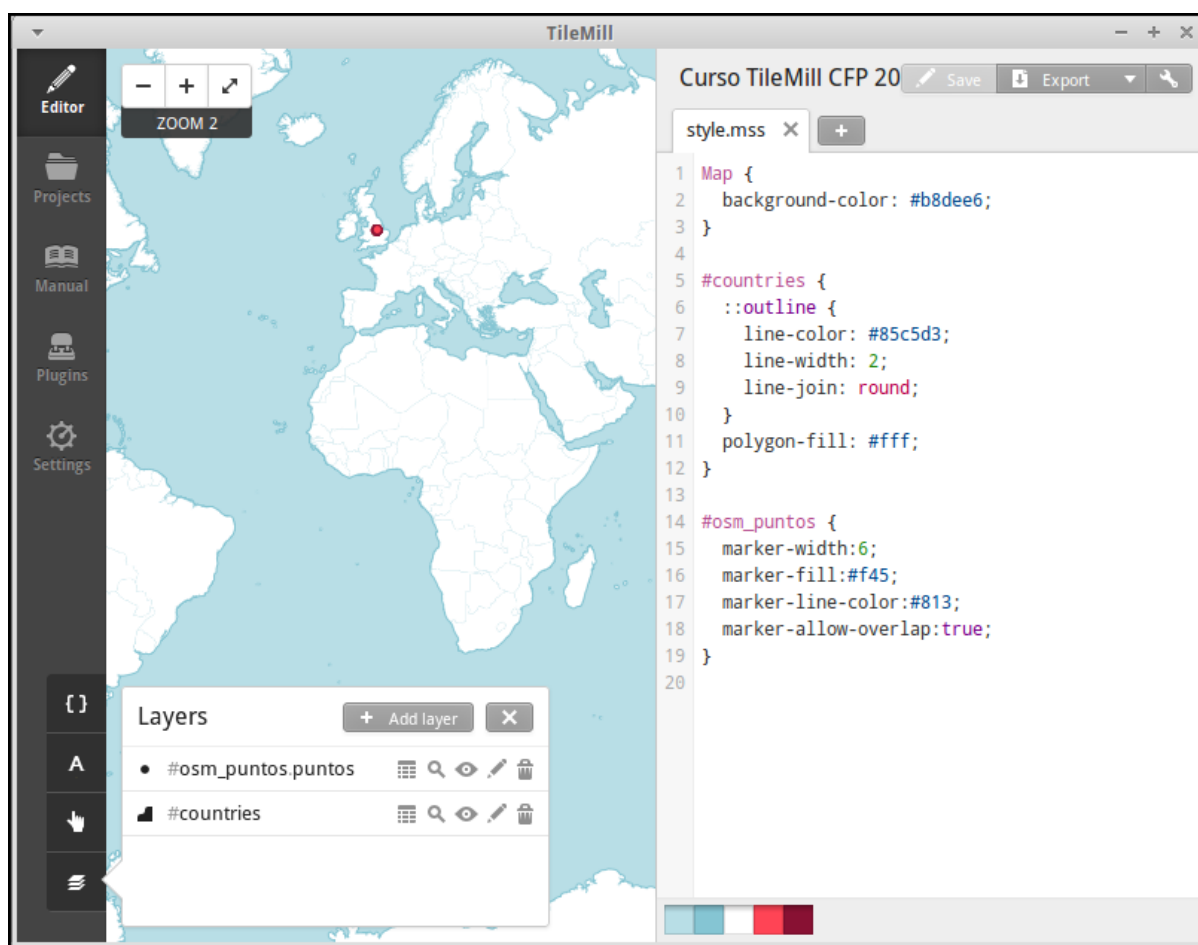 TileMill
Editor
Projects
Manual
Plugins
Settings
ZOOM 2
Layers
+ Add layer
#osm_puntos.puntos
#countries
Curso TileMill CFP 20
Save
Export
style.mss
1 Map {
2 background-color: #b8dee6;
3 }
4
5 #countries {
6 ::outline {
7 line-color: #85c5d3;
8 line-width: 2;
9 line-join: round;
10 }
11 polygon-fill: #fff;
12 }
13
14 #osm_puntos {
15 marker-width:6;
16 marker-fill:#f45;
17 marker-line-color:#813;
18 marker-allow-overlap:true;
19 }
20